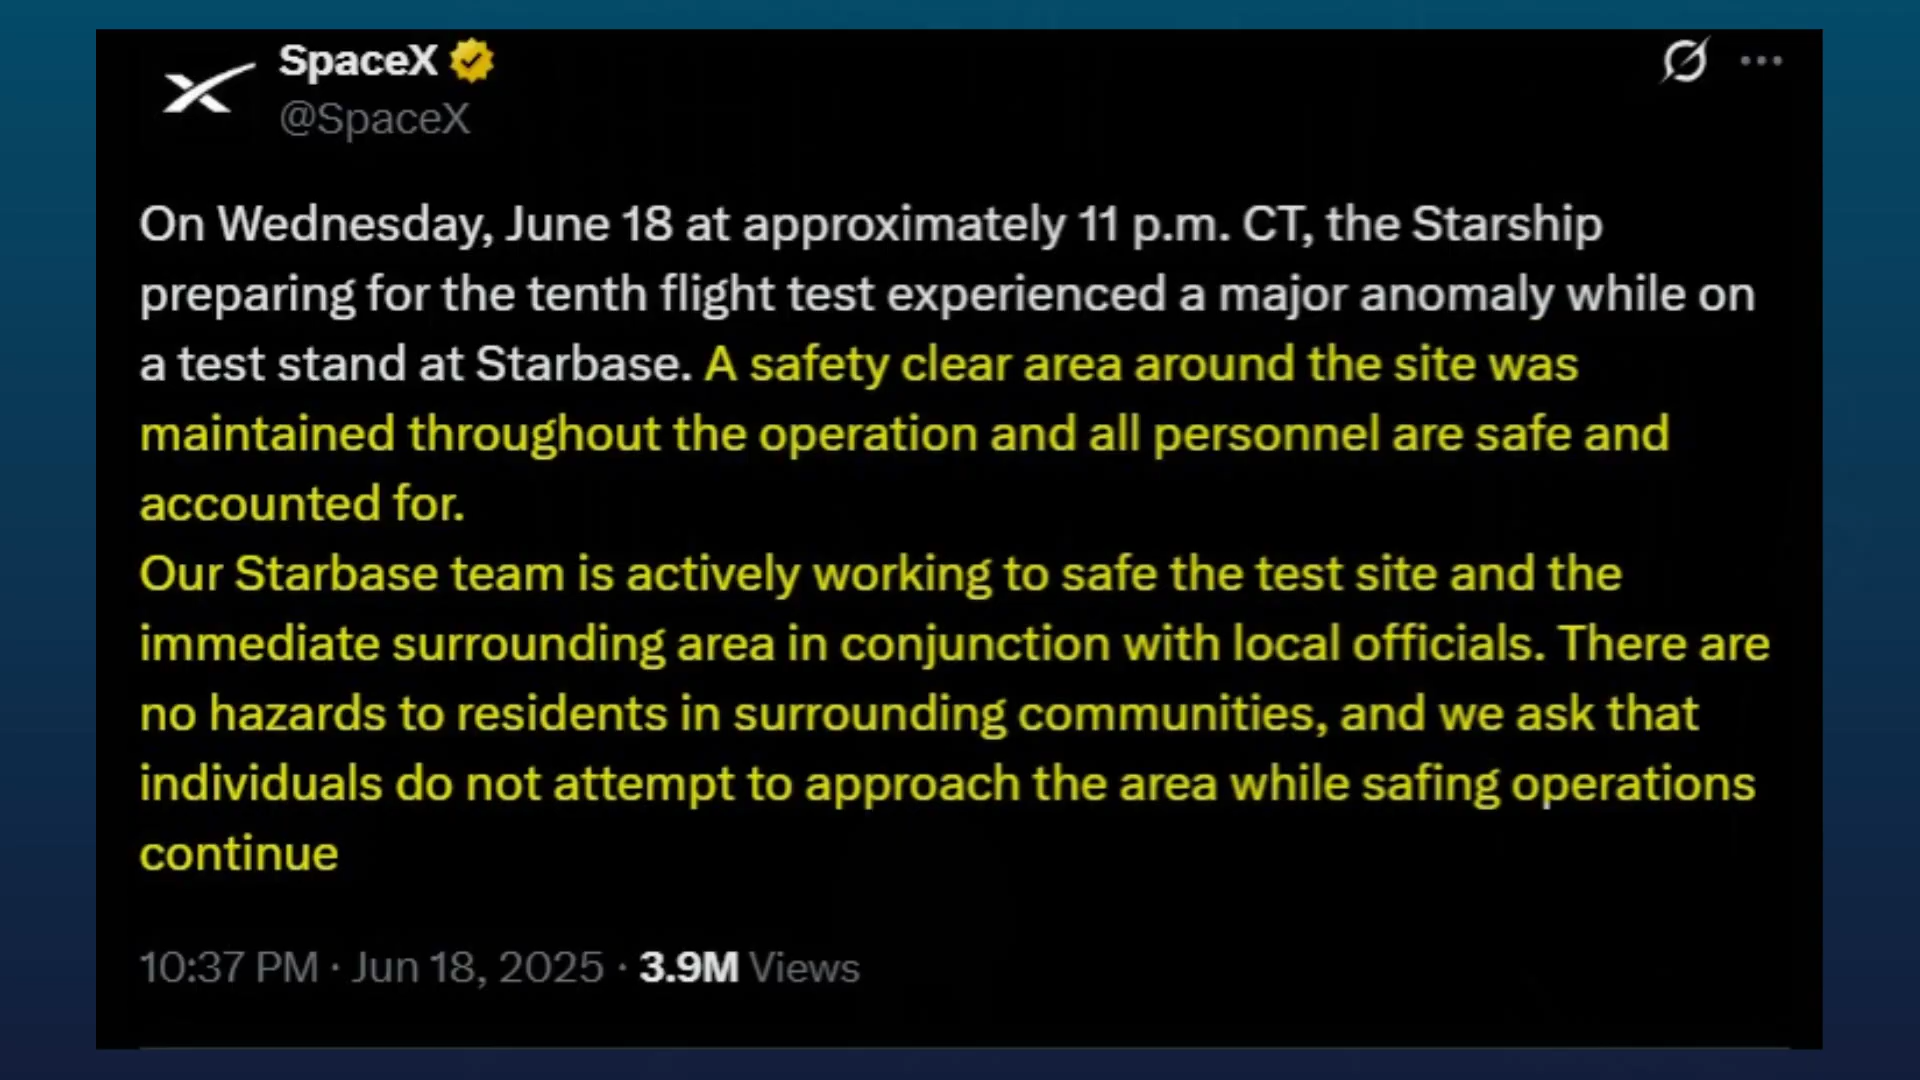 SpaceX
@SpaceX
On Wednesday, June 18 at approximately 11 p.m. CT, the Starship
preparing for the tenth flight test experienced a major anomaly while on
a test stand at Starbase. A safety clear area around the site was
maintained throughout the operation and all personnel are safe and
accounted for.
Our Starbase team is actively working to safe the test site and the
immediate surrounding area in conjunction with local officials. There are
no hazards to residents in surrounding communities, and we ask that
individuals do not attempt to approach the area while safing operations
continue
10:37 PM · Jun 18, 2025 · 3.9M Views